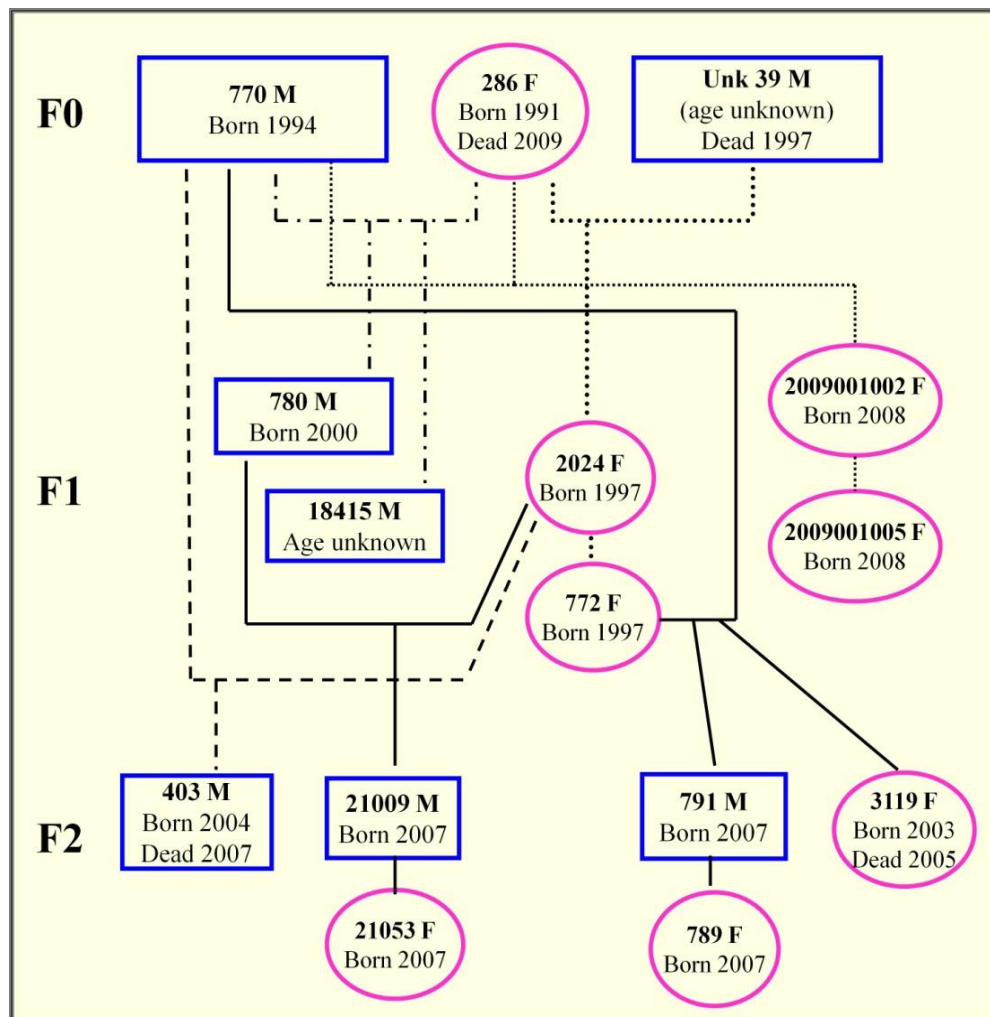 F0
770 M
Born 1994
286 F
Born 1991
Dead 2009
Unk 39 M
(age unknown)
Dead 1997
F1
780 M
Born 2000
18415 M
Age unknown
2024 F
Born 1997
772 F
Born 1997
2009001002 F
Born 2008
2009001005 F
Born 2008
F2
403 M
Born 2004
Dead 2007
21009 M
Born 2007
21053 F
Born 2007
791 M
Born 2007
789 F
Born 2007
3119 F
Born 2003
Dead 2005